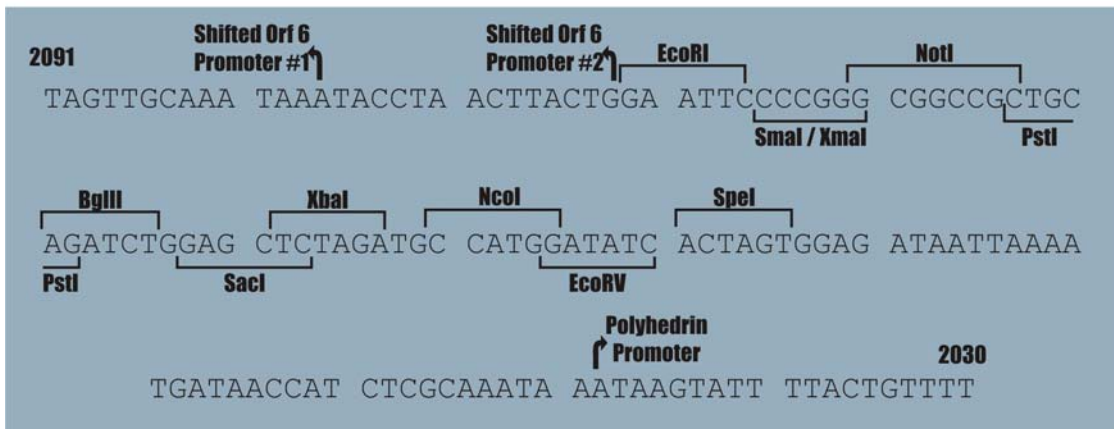 Shifted Orf 6 Shifted Orf 6
2091 Promoter #1 Promoter #2 EcoRI NotI
TAGTTGCAAA TAAATACCTA ACTTACTGGA ATTCCCCGGG CGGCCGCTGC
SmaI / XmaI PstI
BglII XbaI NcoI SpeI
AGATCTGGAG CTCTAGATGC CATGGATATC ACTAGTGGAG ATAATTAAAA
PstI SacI EcoRV
Polyhedrin
Promoter 2030
TGATAACCAT CTCGCAAATA AATAAGTATT TTACTGTTTT